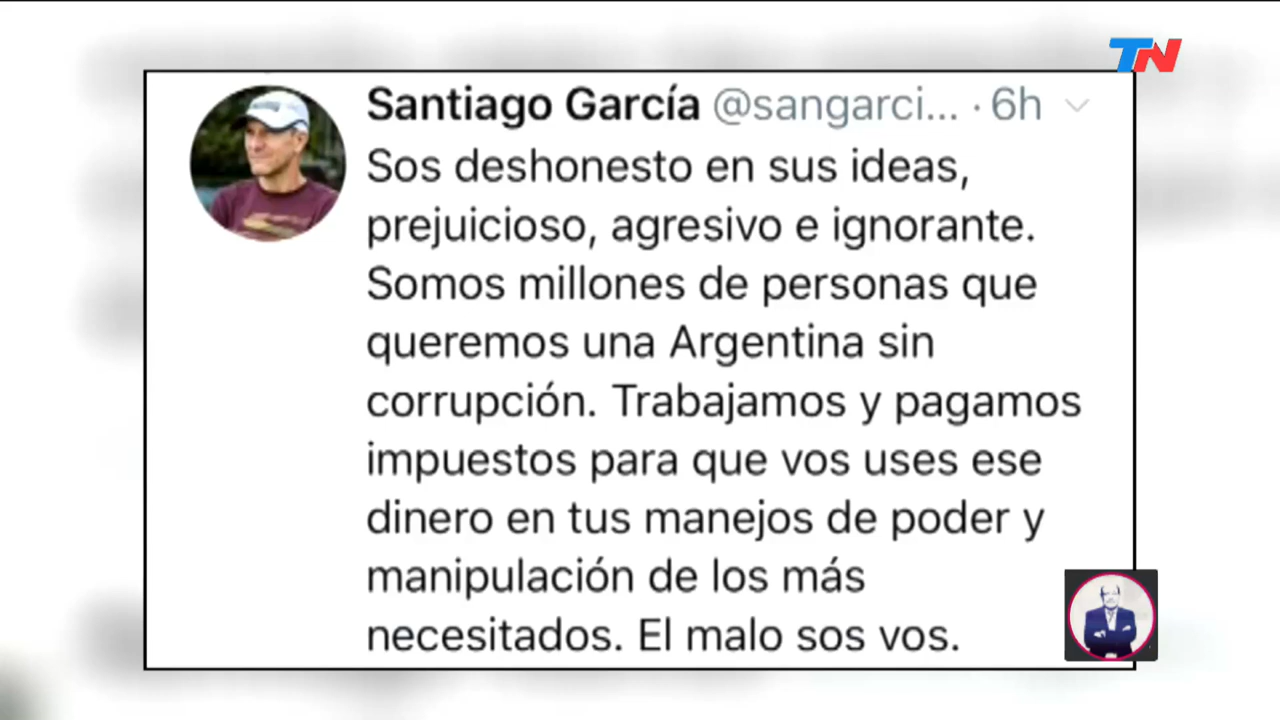 TN
Santiago García @sangarci... · 6h
Sos deshonesto en sus ideas,
prejuicioso, agresivo e ignorante.
Somos millones de personas que
queremos una Argentina sin
corrupción. Trabajamos y pagamos
impuestos para que vos uses ese
dinero en tus manejos de poder y
manipulación de los más
necesitados. El malo sos vos.